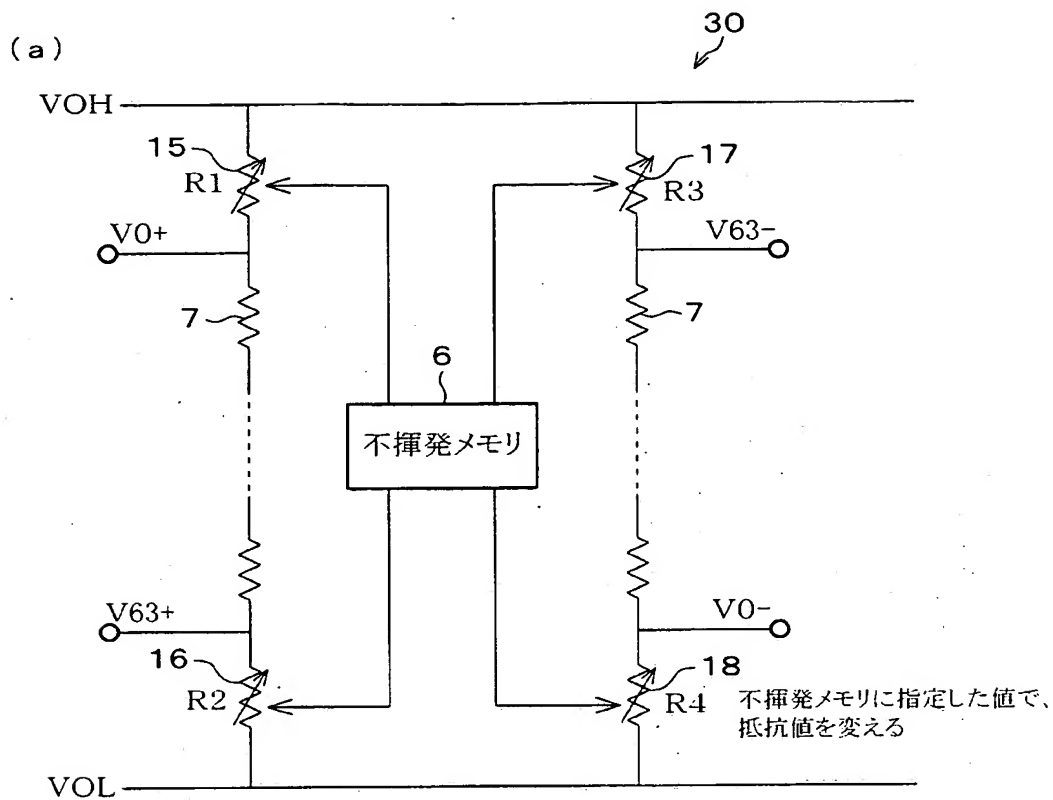 (a)
30
VOH
15
R1
17
R3
V0+
V63-
7
7
6
不揮発メモリ
V63+
V0-
16
R2
18
R4
不揮発メモリに指定した値で、
抵抗値を変える
VOL